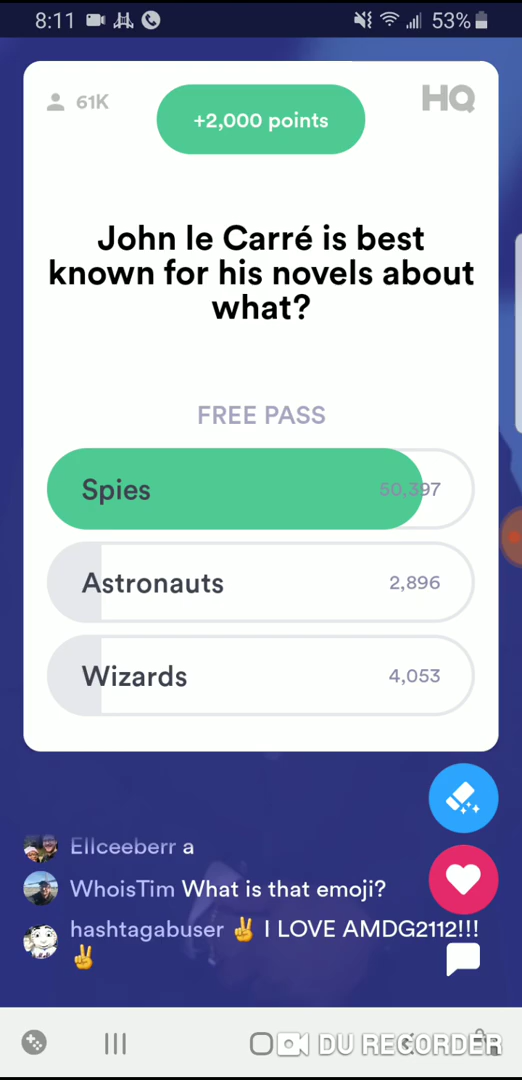 8:11
53%
61K
+2,000 points
HQ
John le Carré is best
known for his novels about
what?
FREE PASS
Spies
50,397
Astronauts
2,896
Wizards
4,053
Ellceeberr a
WhoisTim What is that emoji?
hashtagabuser ✌️ I LOVE AMDG2112!!!
✌️
DU RECORDER